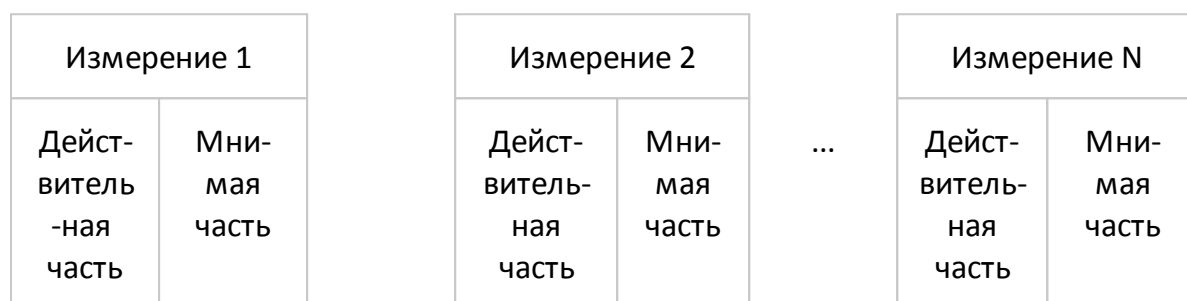 Измерение 1 Измерение 2 Измерение N
Дейст- Мни- Дейст- Мни- ... Дейст- Мни-
витель мая витель- мая витель- мая
-ная часть ная часть ная часть
часть часть часть